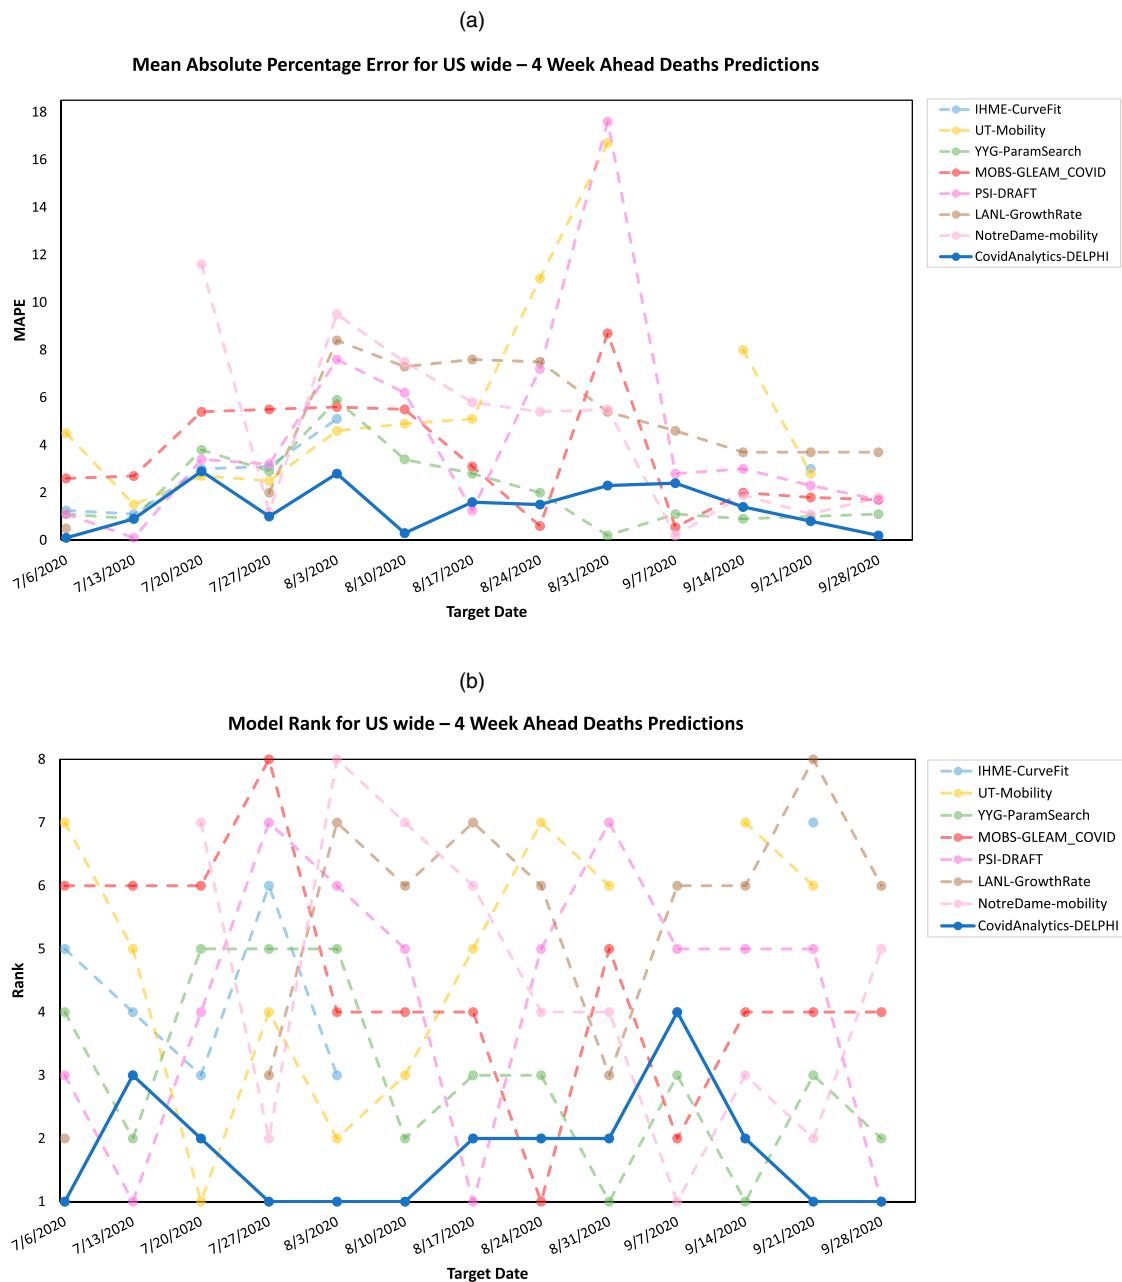 (a)
Mean Absolute Percentage Error for US wide – 4 Week Ahead Deaths Predictions
18
16
14
12
10
8
6
4
2
0
MAPE
7/6/2020
7/13/2020
7/20/2020
7/27/2020
8/3/2020
8/10/2020
8/17/2020
8/24/2020
8/31/2020
9/7/2020
9/14/2020
9/21/2020
9/28/2020
Target Date
IHME-CurveFit
UT-Mobility
YYG-ParamSearch
MOBS-GLEAM_COVID
PSI-DRAFT
LANL-GrowthRate
NotreDame-mobility
CovidAnalytics-DELPHI
(b)
Model Rank for US wide – 4 Week Ahead Deaths Predictions
8
7
6
5
4
3
2
1
Rank
7/6/2020
7/13/2020
7/20/2020
7/27/2020
8/3/2020
8/10/2020
8/17/2020
8/24/2020
8/31/2020
9/7/2020
9/14/2020
9/21/2020
9/28/2020
Target Date
IHME-CurveFit
UT-Mobility
YYG-ParamSearch
MOBS-GLEAM_COVID
PSI-DRAFT
LANL-GrowthRate
NotreDame-mobility
CovidAnalytics-DELPHI